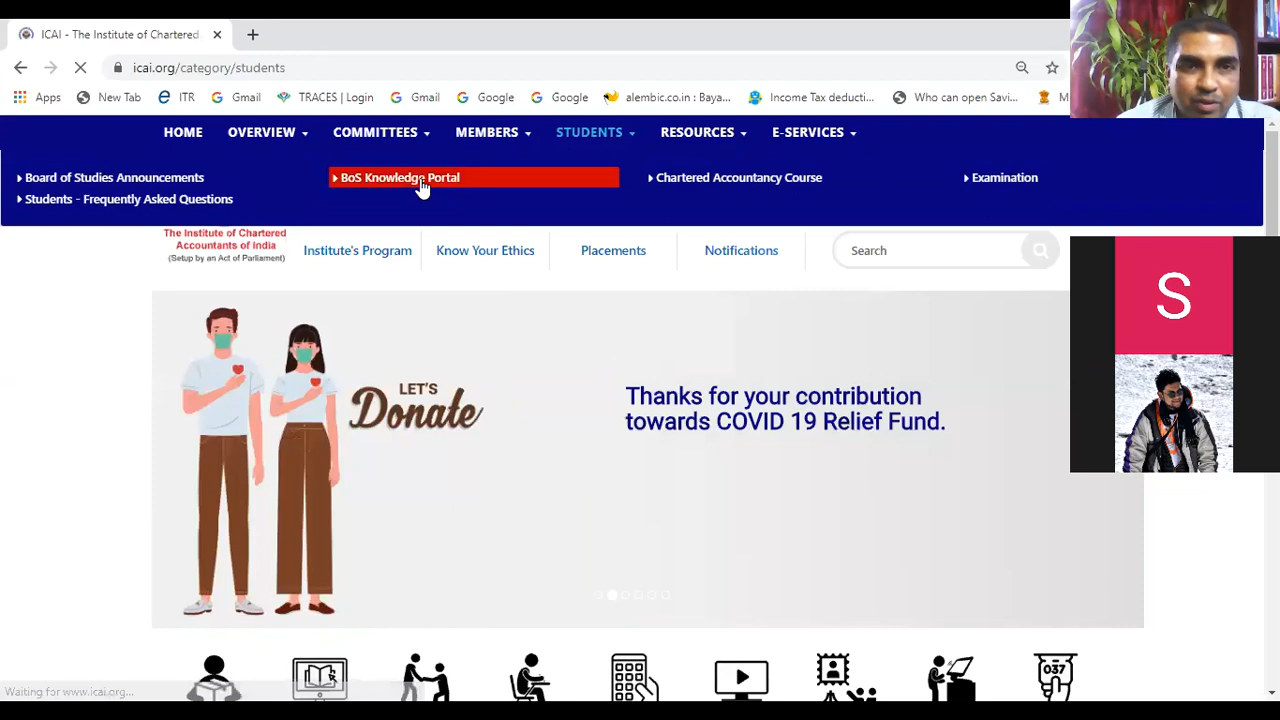 ICAI - The Institute of Chartered
icai.org/category/students
Apps New Tab ITR Gmail TRACES | Login Gmail Google Google alembic.co.in : Baya... Income Tax deducti... Who can open Savi... M
HOME OVERVIEW COMMITTEES MEMBERS STUDENTS RESOURCES E-SERVICES
Board of Studies Announcements BoS Knowledge Portal Chartered Accountancy Course Examination
Students - Frequently Asked Questions
The Institute of Chartered
Accountants of India
(Setup by an Act of Parliament)
Institute's Program Know Your Ethics Placements Notifications Search
LET'S
Donate
Thanks for your contribution
towards COVID 19 Relief Fund.
S
037
Waiting for www.icai.org...